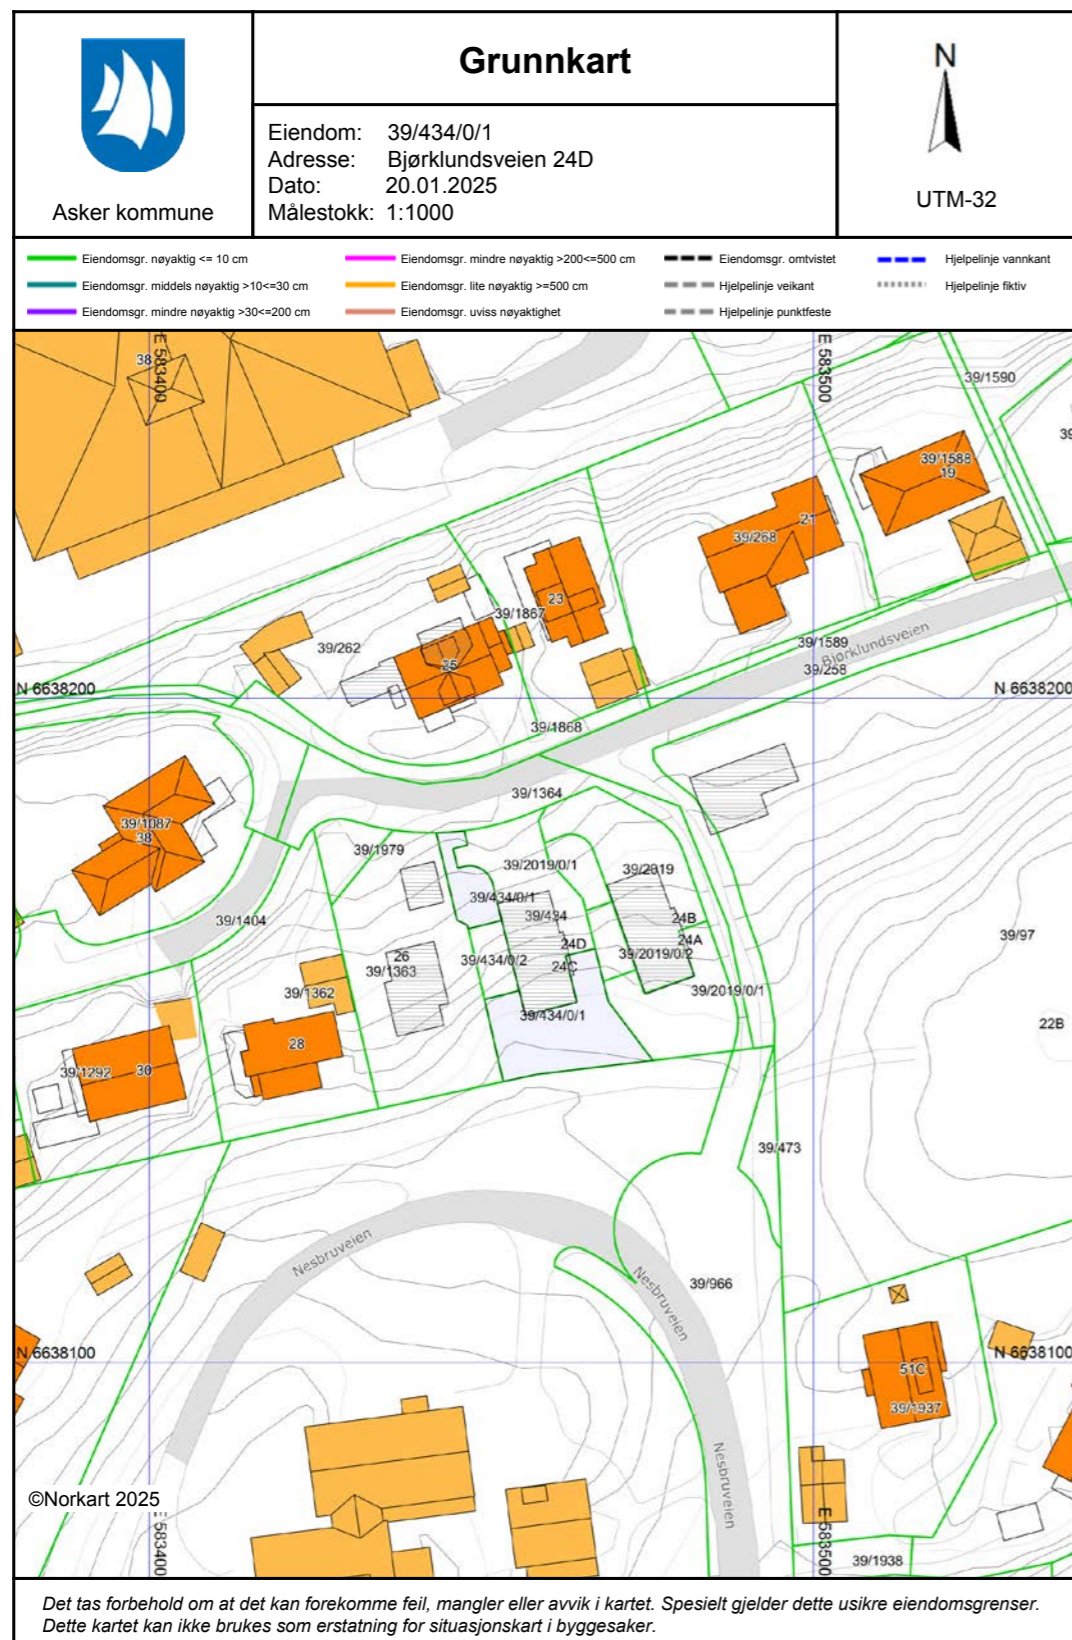 Grunnkart
Asker kommune
Eiendom: 39/434/0/1
Adresse: Bjørklundsveien 24D
Dato: 20.01.2025
Målestokk: 1:1000
N
UTM-32
Eiendomsgr. nøyaktig <= 10 cm
Eiendomsgr. middels nøyaktig >10<=30 cm
Eiendomsgr. mindre nøyaktig >30<=200 cm
Eiendomsgr. mindre nøyaktig >200<=500 cm
Eiendomsgr. lite nøyaktig >=500 cm
Eiendomsgr. uviss nøyaktighet
Eiendomsgr. omtvistet
Hjelpelinje veikant
Hjelpelinje punktfeste
Hjelpelinje vannkant
Hjelpelinje fiktiv
38
E 583400
E 583500
39/1590
39/1588
19
21
39/268
23
39/1867
39/262
25
39/1589
Bjørklundsveien
39/258
N 6638200
N 6638200
39/1868
39/1364
39/1087
38
39/1979
39/2019/0/1
39/2019
39/434/0/1
39/434
24B
39/1404
24D
24A
39/97
26
39/434/0/2
39/2019/0/2
39/1363
24C
39/1362
39/2019/0/1
39/434/0/1
22B
28
39/1292
30
39/473
Nesbruveien
Nesbruveien
39/966
N 6638100
N 6638100
51C
39/1937
Nesbruveien
©Norkart 2025
E 583400
E 583500
39/1938
Det tas forbehold om at det kan forekomme feil, mangler eller avvik i kartet. Spesielt gjelder dette usikre eiendomsgrenser.
Dette kartet kan ikke brukes som erstatning for situasjonskart i byggesaker.